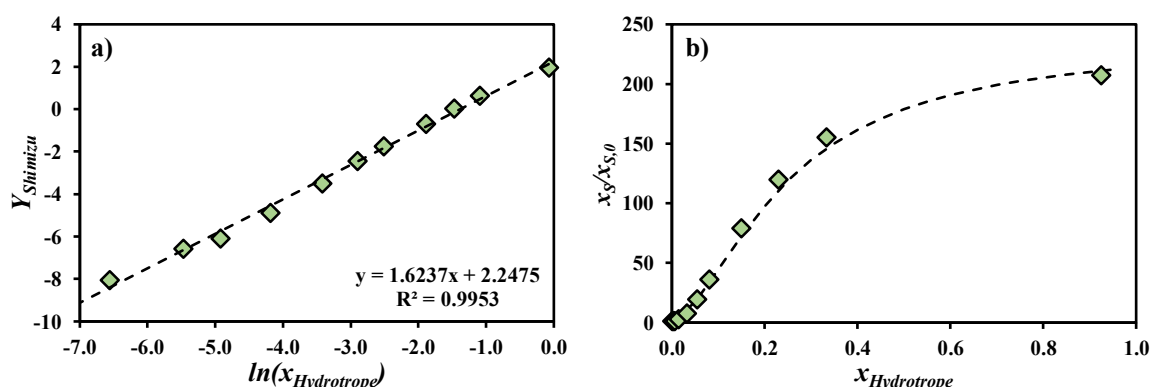 a)
Y_Shimizu
4
2
0
-2
-4
-6
-8
-10
y = 1.6237x + 2.2475
R² = 0.9953
-7.0 -6.0 -5.0 -4.0 -3.0 -2.0 -1.0 0.0
ln(x_Hydrotrope)
b)
x_S/x_S,0
250
200
150
100
50
0
0.0 0.2 0.4 0.6 0.8 1.0
x_Hydrotrope